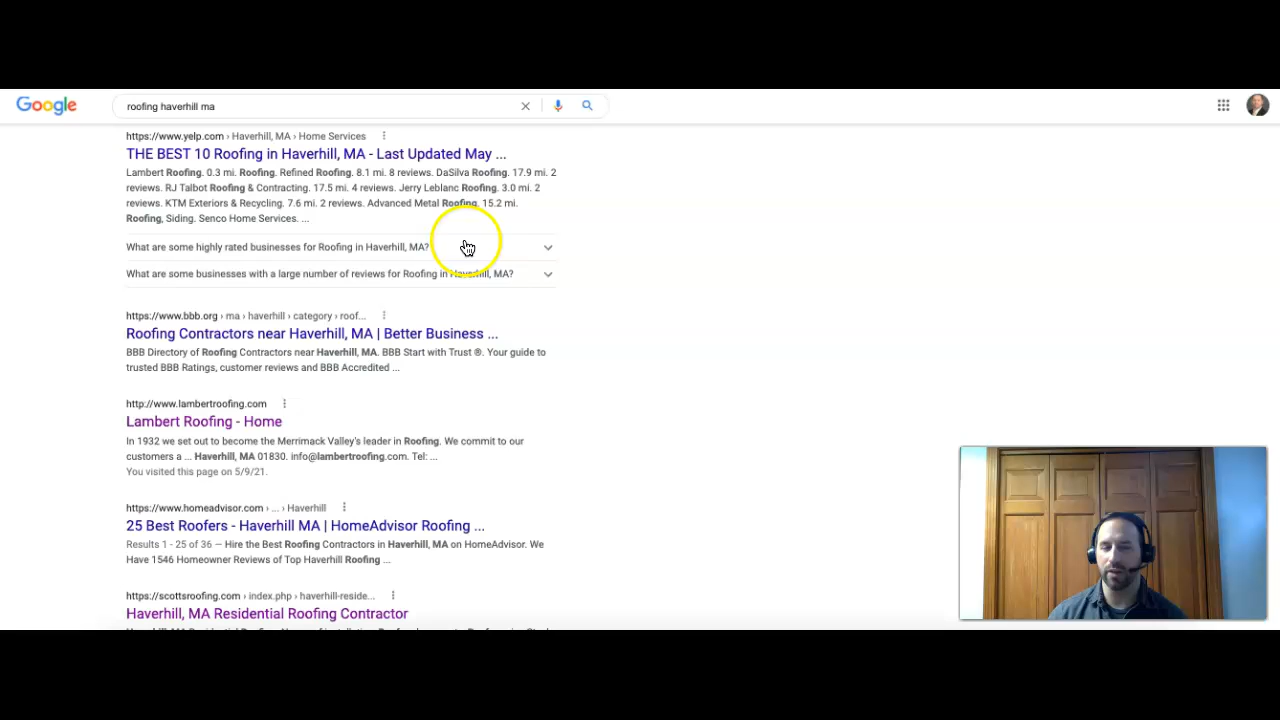 Google
roofing haverhill ma
https://www.yelp.com › Haverhill, MA › Home Services
THE BEST 10 Roofing in Haverhill, MA - Last Updated May ...
Lambert Roofing. 0.3 mi. Roofing. Refined Roofing. 8.1 mi. 8 reviews. DaSilva Roofing. 17.9 mi. 2
reviews. RJ Talbot Roofing & Contracting. 17.5 mi. 4 reviews. Jerry Leblanc Roofing. 3.0 mi. 2
reviews. KTM Exteriors & Recycling. 7.6 mi. 2 reviews. Advanced Metal Roofing. 15.2 mi.
Roofing, Siding. Senco Home Services. ...
What are some highly rated businesses for Roofing in Haverhill, MA?
What are some businesses with a large number of reviews for Roofing in Haverhill, MA?
https://www.bbb.org › ma › haverhill › category › roof...
Roofing Contractors near Haverhill, MA | Better Business ...
BBB Directory of Roofing Contractors near Haverhill, MA. BBB Start with Trust ®. Your guide to
trusted BBB Ratings, customer reviews and BBB Accredited ...
http://www.lambertroofing.com
Lambert Roofing - Home
In 1932 we set out to become the Merrimack Valley's leader in Roofing. We commit to our
customers a ... Haverhill, MA 01830. info@lambertroofing.com. Tel: ...
You visited this page on 5/9/21.
https://www.homeadvisor.com › ... › Haverhill
25 Best Roofers - Haverhill MA | HomeAdvisor Roofing ...
Results 1 - 25 of 36 — Hire the Best Roofing Contractors in Haverhill, MA on HomeAdvisor. We
Have 1546 Homeowner Reviews of Top Haverhill Roofing ...
https://scottsroofing.com › index.php › haverhill-reside...
Haverhill, MA Residential Roofing Contractor